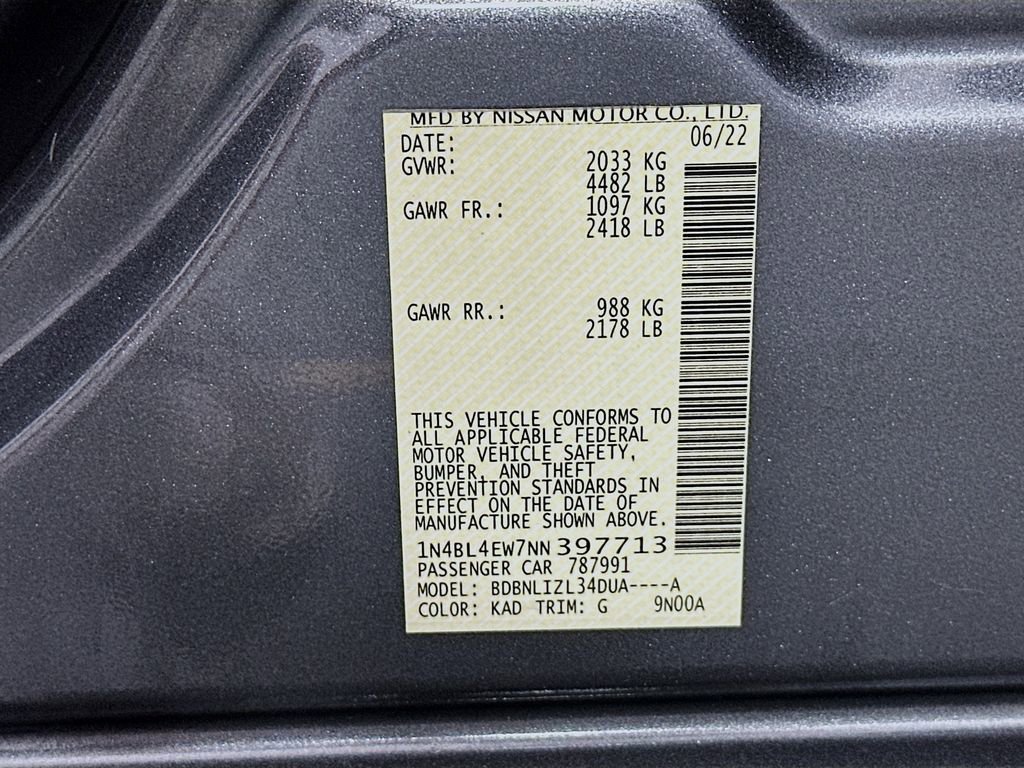 MFD BY NISSAN MOTOR CO., LTD.
DATE: 06/22
GVWR: 2033 KG
4482 LB
GAWR FR.: 1097 KG
2418 LB
GAWR RR.: 988 KG
2178 LB
THIS VEHICLE CONFORMS TO
ALL APPLICABLE FEDERAL
MOTOR VEHICLE SAFETY,
BUMPER, AND THEFT
PREVENTION STANDARDS IN
EFFECT ON THE DATE OF
MANUFACTURE SHOWN ABOVE.
1N4BL4EW7NN397713
PASSENGER CAR 787991
MODEL: BDBNLIZL34DUA----A
COLOR: KAD TRIM: G 9N00A